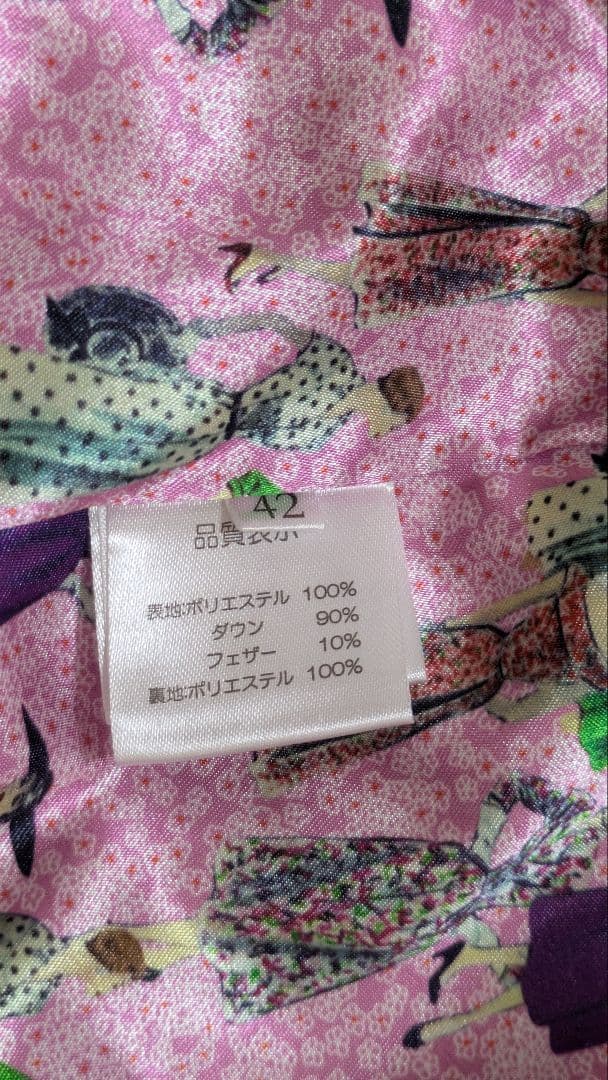 42
品質表示
表地:ポリエステル 100%
ダウン 90%
フェザー 10%
裏地:ポリエステル 100%